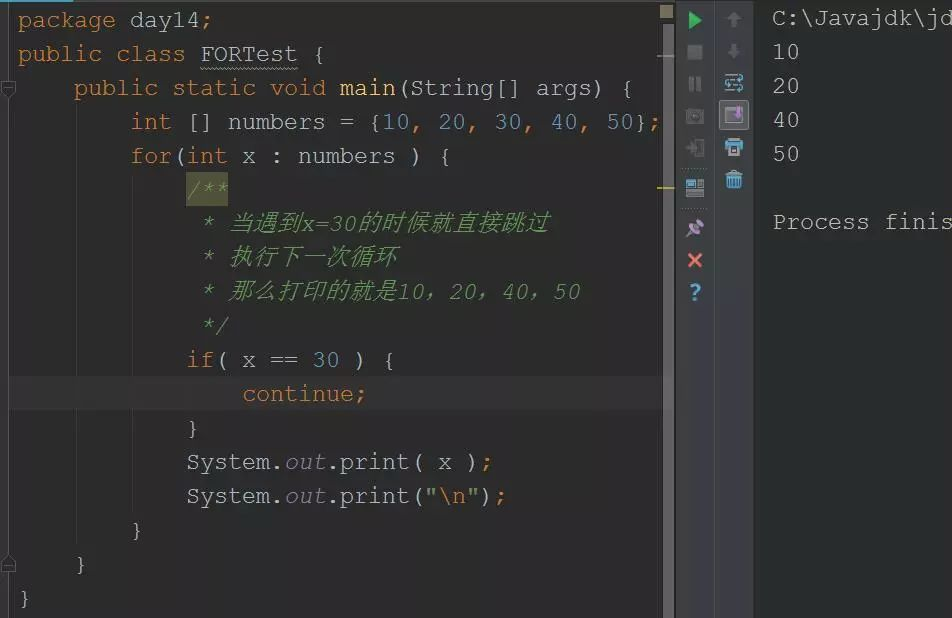 package day14;
public class FORTest {
public static void main(String[] args) {
int [] numbers = {10, 20, 30, 40, 50};
for(int x : numbers ) {
/**
* 当遇到x=30的时候就直接跳过
* 执行下一次循环
* 那么打印的就是10，20，40，50
*/
if( x == 30 ) {
continue;
}
System.out.print( x );
System.out.print("\n");
}
}
}
C:\Javajdk\jd
10
20
40
50
Process finis